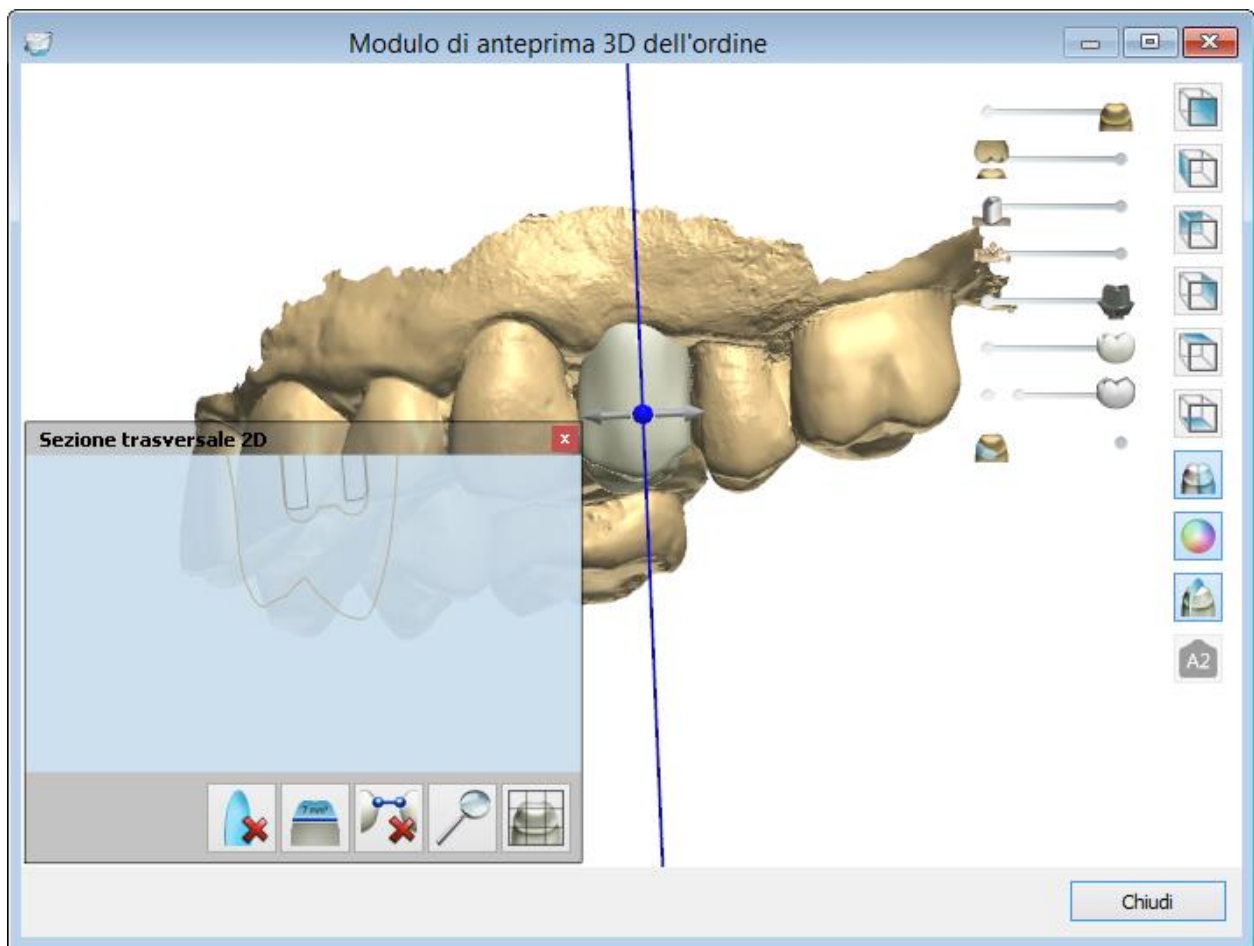 Modulo di anteprima 3D dell'ordine
Sezione trasversale 2D
A2
Chiudi